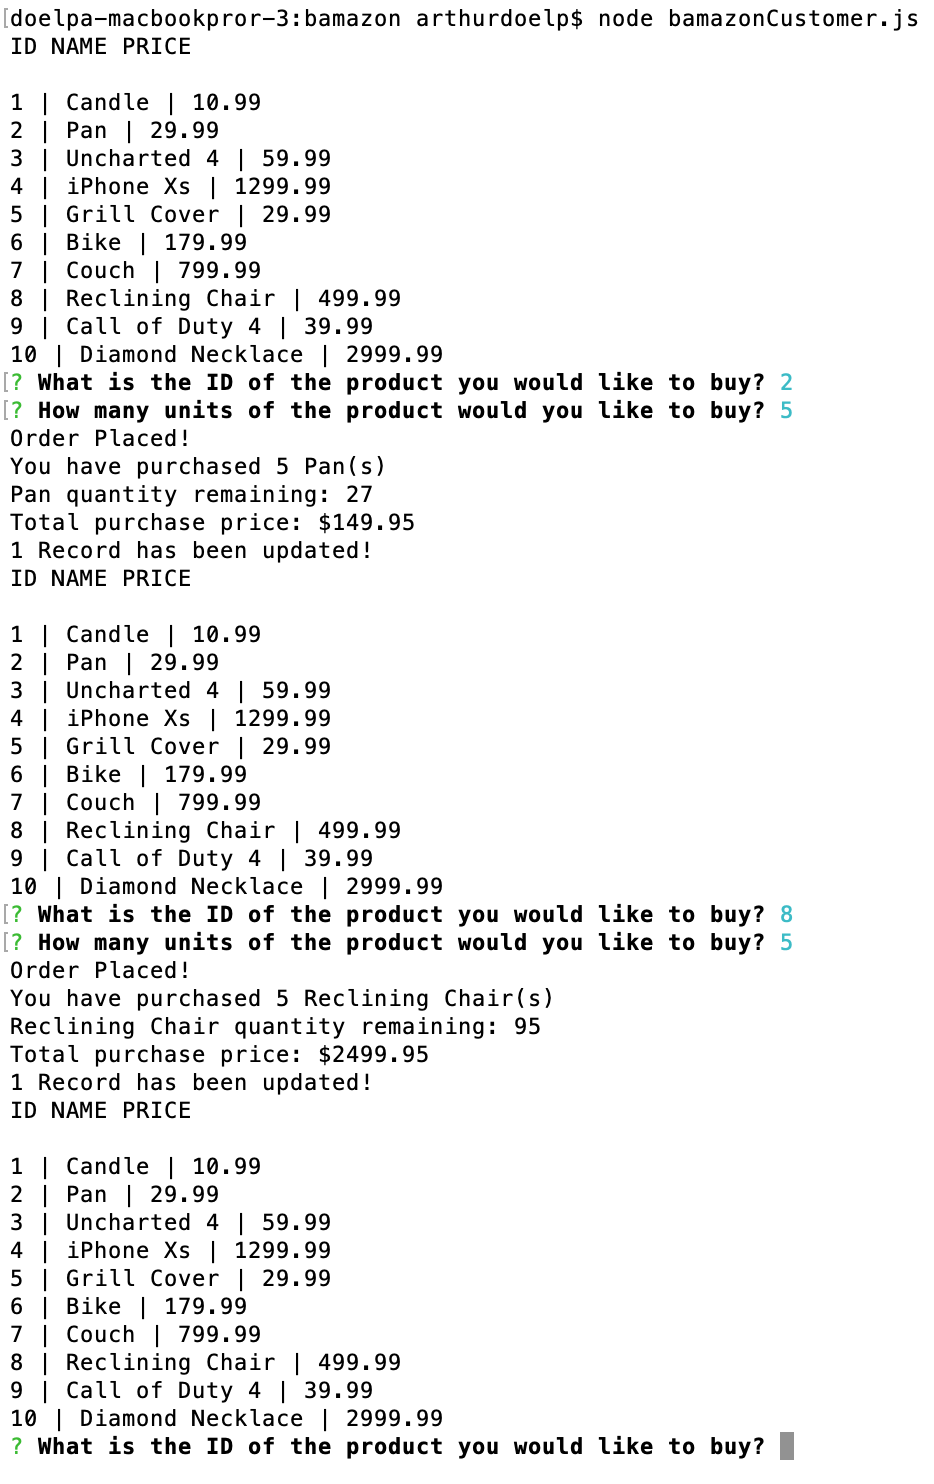 [doelpa-macbookpror-3:bamazon arthurdoelp$ node bamazonCustomer.js
ID NAME PRICE

1 | Candle | 10.99
2 | Pan | 29.99
3 | Uncharted 4 | 59.99
4 | iPhone Xs | 1299.99
5 | Grill Cover | 29.99
6 | Bike | 179.99
7 | Couch | 799.99
8 | Reclining Chair | 499.99
9 | Call of Duty 4 | 39.99
10 | Diamond Necklace | 2999.99
[? What is the ID of the product you would like to buy? 2
[? How many units of the product would you like to buy? 5
Order Placed!
You have purchased 5 Pan(s)
Pan quantity remaining: 27
Total purchase price: $149.95
1 Record has been updated!
ID NAME PRICE

1 | Candle | 10.99
2 | Pan | 29.99
3 | Uncharted 4 | 59.99
4 | iPhone Xs | 1299.99
5 | Grill Cover | 29.99
6 | Bike | 179.99
7 | Couch | 799.99
8 | Reclining Chair | 499.99
9 | Call of Duty 4 | 39.99
10 | Diamond Necklace | 2999.99
[? What is the ID of the product you would like to buy? 8
[? How many units of the product would you like to buy? 5
Order Placed!
You have purchased 5 Reclining Chair(s)
Reclining Chair quantity remaining: 95
Total purchase price: $2499.95
1 Record has been updated!
ID NAME PRICE

1 | Candle | 10.99
2 | Pan | 29.99
3 | Uncharted 4 | 59.99
4 | iPhone Xs | 1299.99
5 | Grill Cover | 29.99
6 | Bike | 179.99
7 | Couch | 799.99
8 | Reclining Chair | 499.99
9 | Call of Duty 4 | 39.99
10 | Diamond Necklace | 2999.99
? What is the ID of the product you would like to buy?